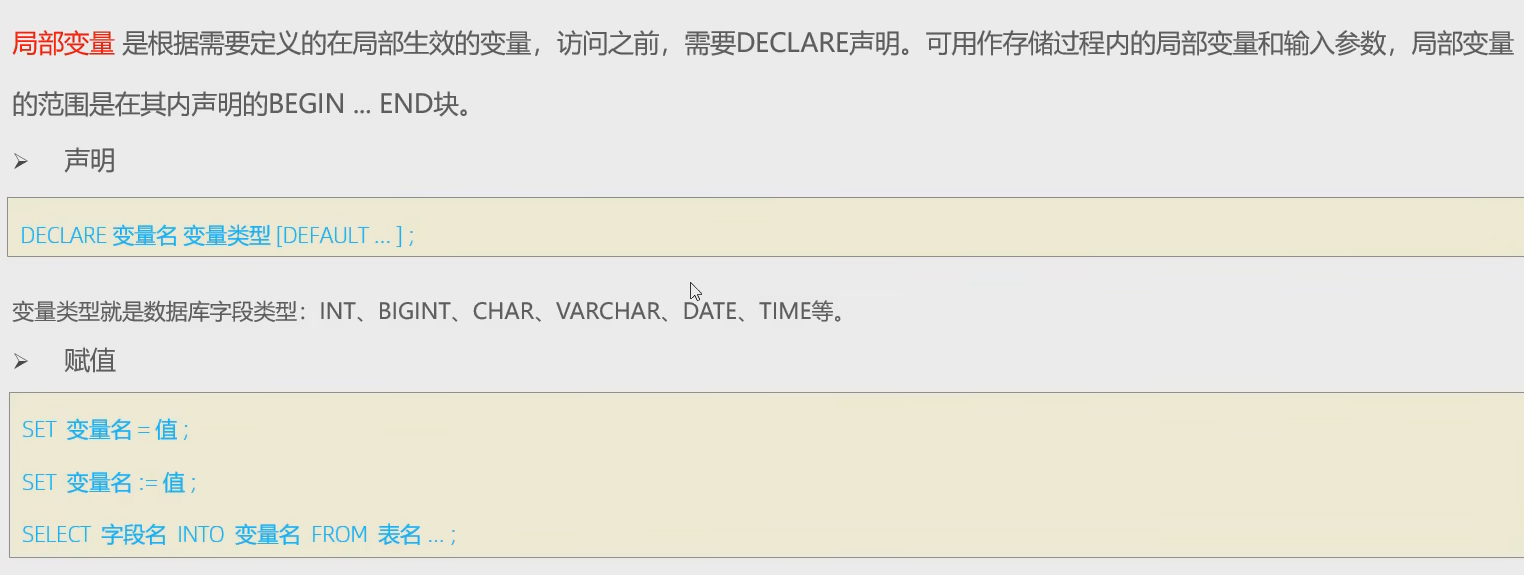 局部变量 是根据需要定义的在局部生效的变量，访问之前，需要DECLARE声明。可用作存储过程内的局部变量和输入参数，局部变量
的范围是在其内声明的BEGIN ... END块。
➢ 声明
DECLARE 变量名 变量类型 [DEFAULT ... ] ;
变量类型就是数据库字段类型：INT、BIGINT、CHAR、VARCHAR、DATE、TIME等。
➢ 赋值
SET 变量名 = 值 ;
SET 变量名 := 值 ;
SELECT 字段名 INTO 变量名 FROM 表名 ... ;